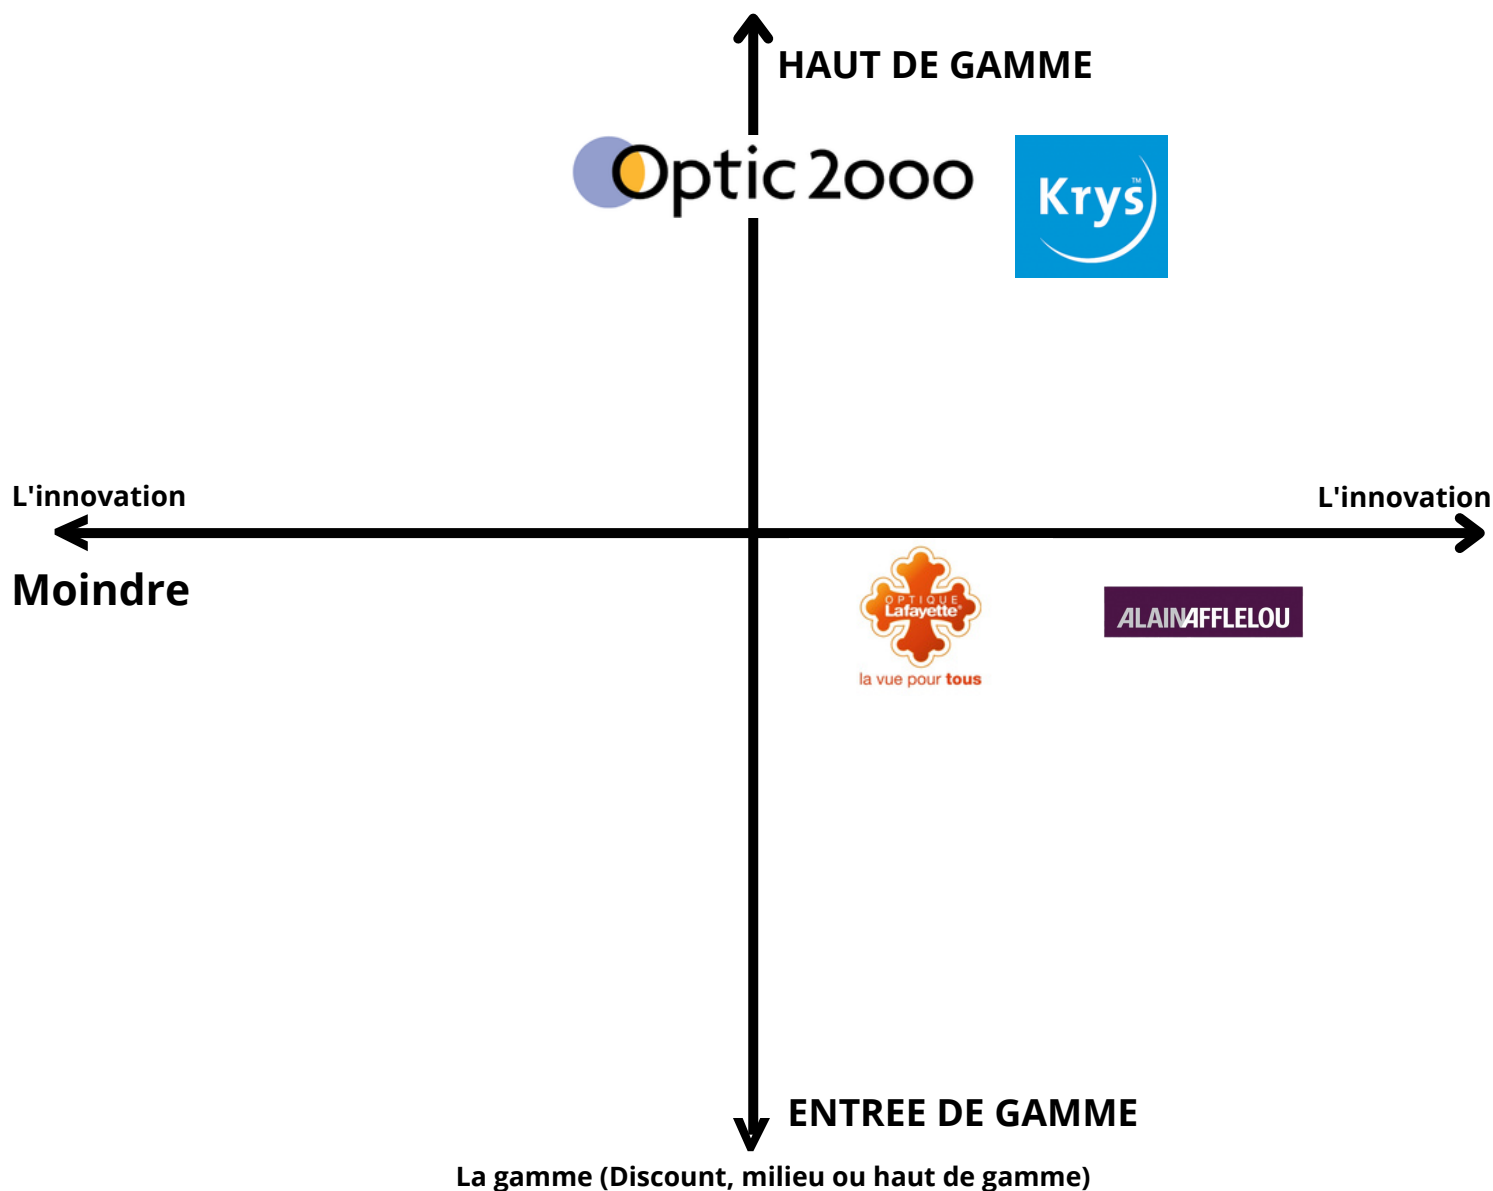 HAUT DE GAMME
Optic 2000
Krys™
L'innovation
L'innovation
Moindre
OPTIQUE
Lafayette®
la vue pour tous
ALAINAFFLELOU
ENTREE DE GAMME
La gamme (Discount, milieu ou haut de gamme)